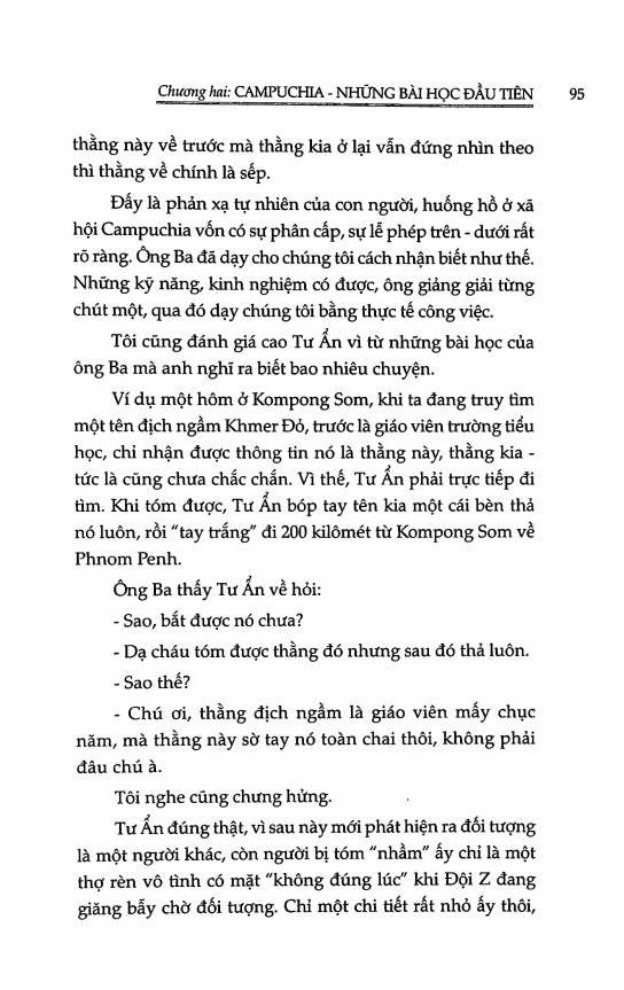 Chương hai: CAMPUCHIA - NHỮNG BÀI HỌC ĐẦU TIÊN 95
thằng này về trước mà thằng kia ở lại vẫn đứng nhìn theo
thì thằng về chính là sếp.
Đấy là phản xạ tự nhiên của con người, huống hồ ở xã
hội Campuchia vốn có sự phân cấp, sự lễ phép trên - dưới rất
rõ ràng. Ông Ba đã dạy cho chúng tôi cách nhận biết như thế.
Những kỹ năng, kinh nghiệm có được, ông giảng giải từng
chút một, qua đó dạy chúng tôi bằng thực tế công việc.
Tôi cũng đánh giá cao Tư Ẩn vì từ những bài học của
ông Ba mà anh nghĩ ra biết bao nhiêu chuyện.
Ví dụ một hôm ở Kompong Som, khi ta đang truy tìm
một tên địch ngầm Khmer Đỏ, trước là giáo viên trường tiểu
học, chỉ nhận được thông tin nó là thằng này, thằng kia -
tức là cũng chưa chắc chắn. Vì thế, Tư Ẩn phải trực tiếp đi
tìm. Khi tóm được, Tư Ẩn bóp tay tên kia một cái bèn thả
nó luôn, rồi "tay trắng" đi 200 kilômét từ Kompong Som về
Phnom Penh.
Ông Ba thấy Tư Ẩn về hỏi:
- Sao, bắt được nó chưa?
- Dạ cháu tóm được thằng đó nhưng sau đó thả luôn.
- Sao thế?
- Chú ơi, thằng địch ngầm là giáo viên mấy chục
năm, mà thằng này sờ tay nó toàn chai thôi, không phải
đâu chú à.
Tôi nghe cũng chưng hửng.
Tư Ẩn đúng thật, vì sau này mới phát hiện ra đối tượng
là một người khác, còn người bị tóm "nhầm" ấy chỉ là một
thợ rèn vô tình có mặt "không đúng lúc" khi Đội Z đang
giăng bẫy chờ đối tượng. Chỉ một chi tiết rất nhỏ ấy thôi,